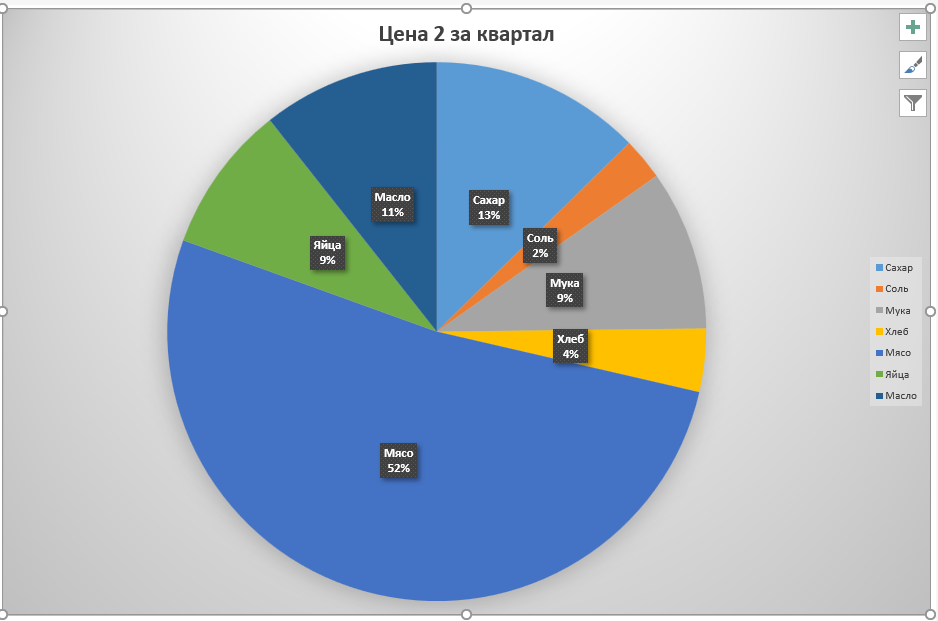 Цена 2 за квартал
Масло
11%
Сахар
13%
Соль
2%
Яйца
9%
Мука
9%
Хлеб
4%
Мясо
52%
Сахар
Соль
Мука
Хлеб
Мясо
Яйца
Масло